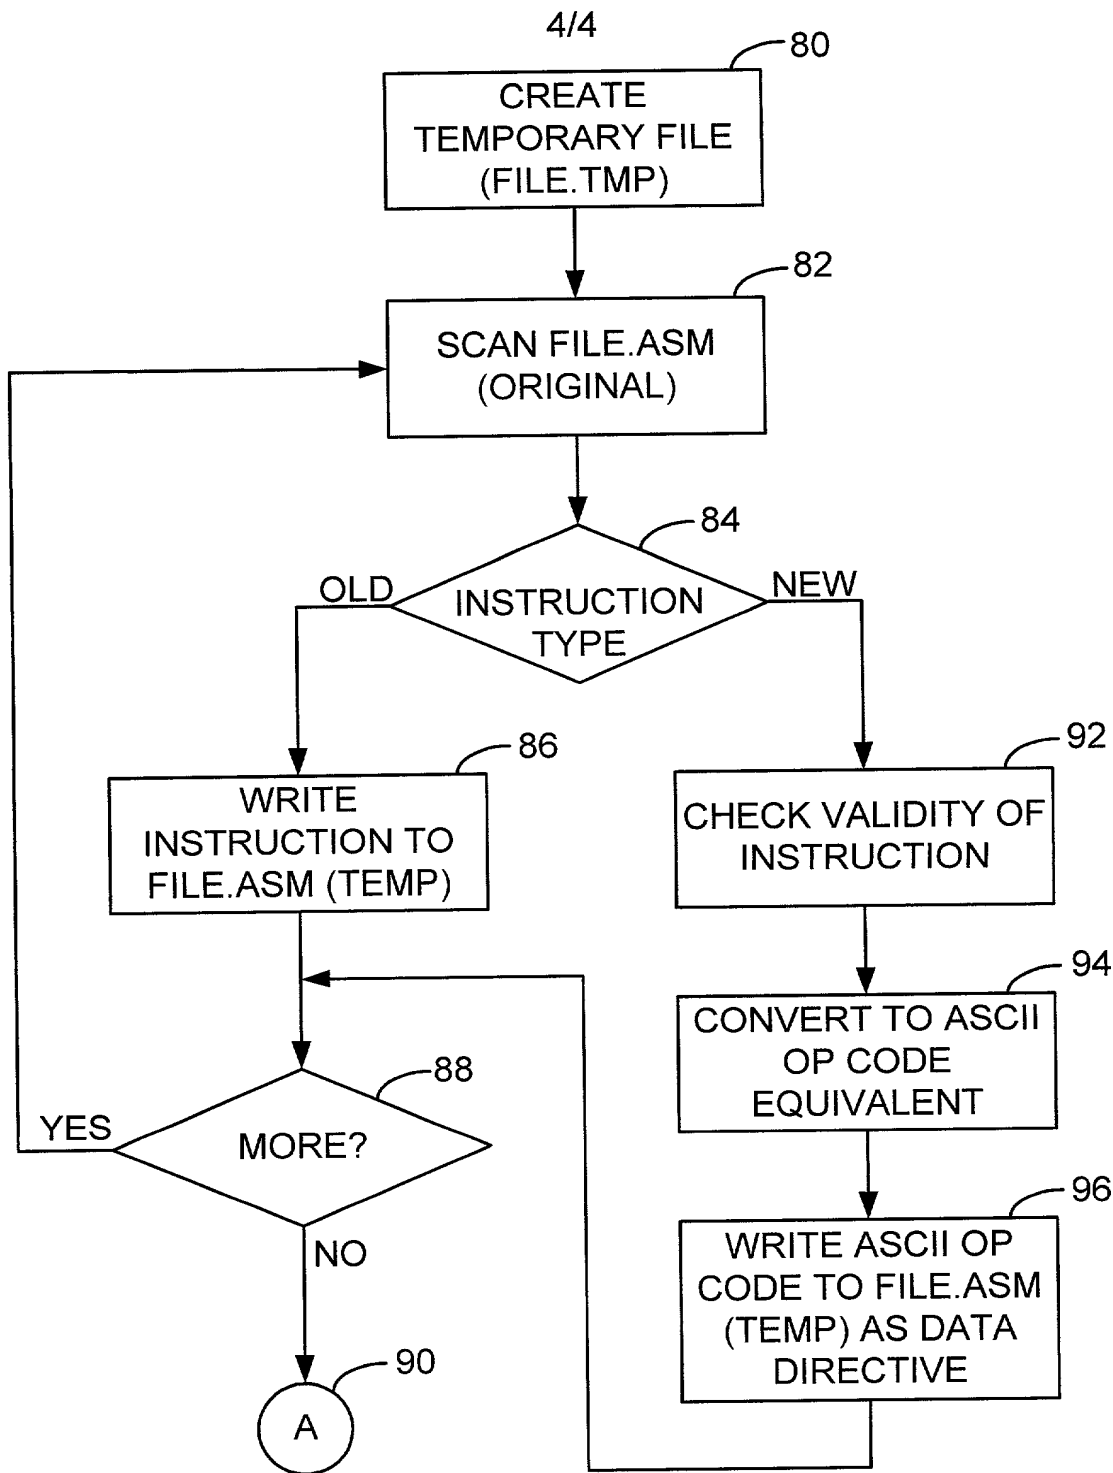 4/4
80
CREATE
TEMPORARY FILE
(FILE.TMP)
82
SCAN FILE.ASM
(ORIGINAL)
84
OLD
NEW
INSTRUCTION
TYPE
86
WRITE
INSTRUCTION TO
FILE.ASM (TEMP)
92
CHECK VALIDITY OF
INSTRUCTION
94
CONVERT TO ASCII
OP CODE
EQUIVALENT
88
YES
MORE?
NO
96
WRITE ASCII OP
CODE TO FILE.ASM
(TEMP) AS DATA
DIRECTIVE
90
A